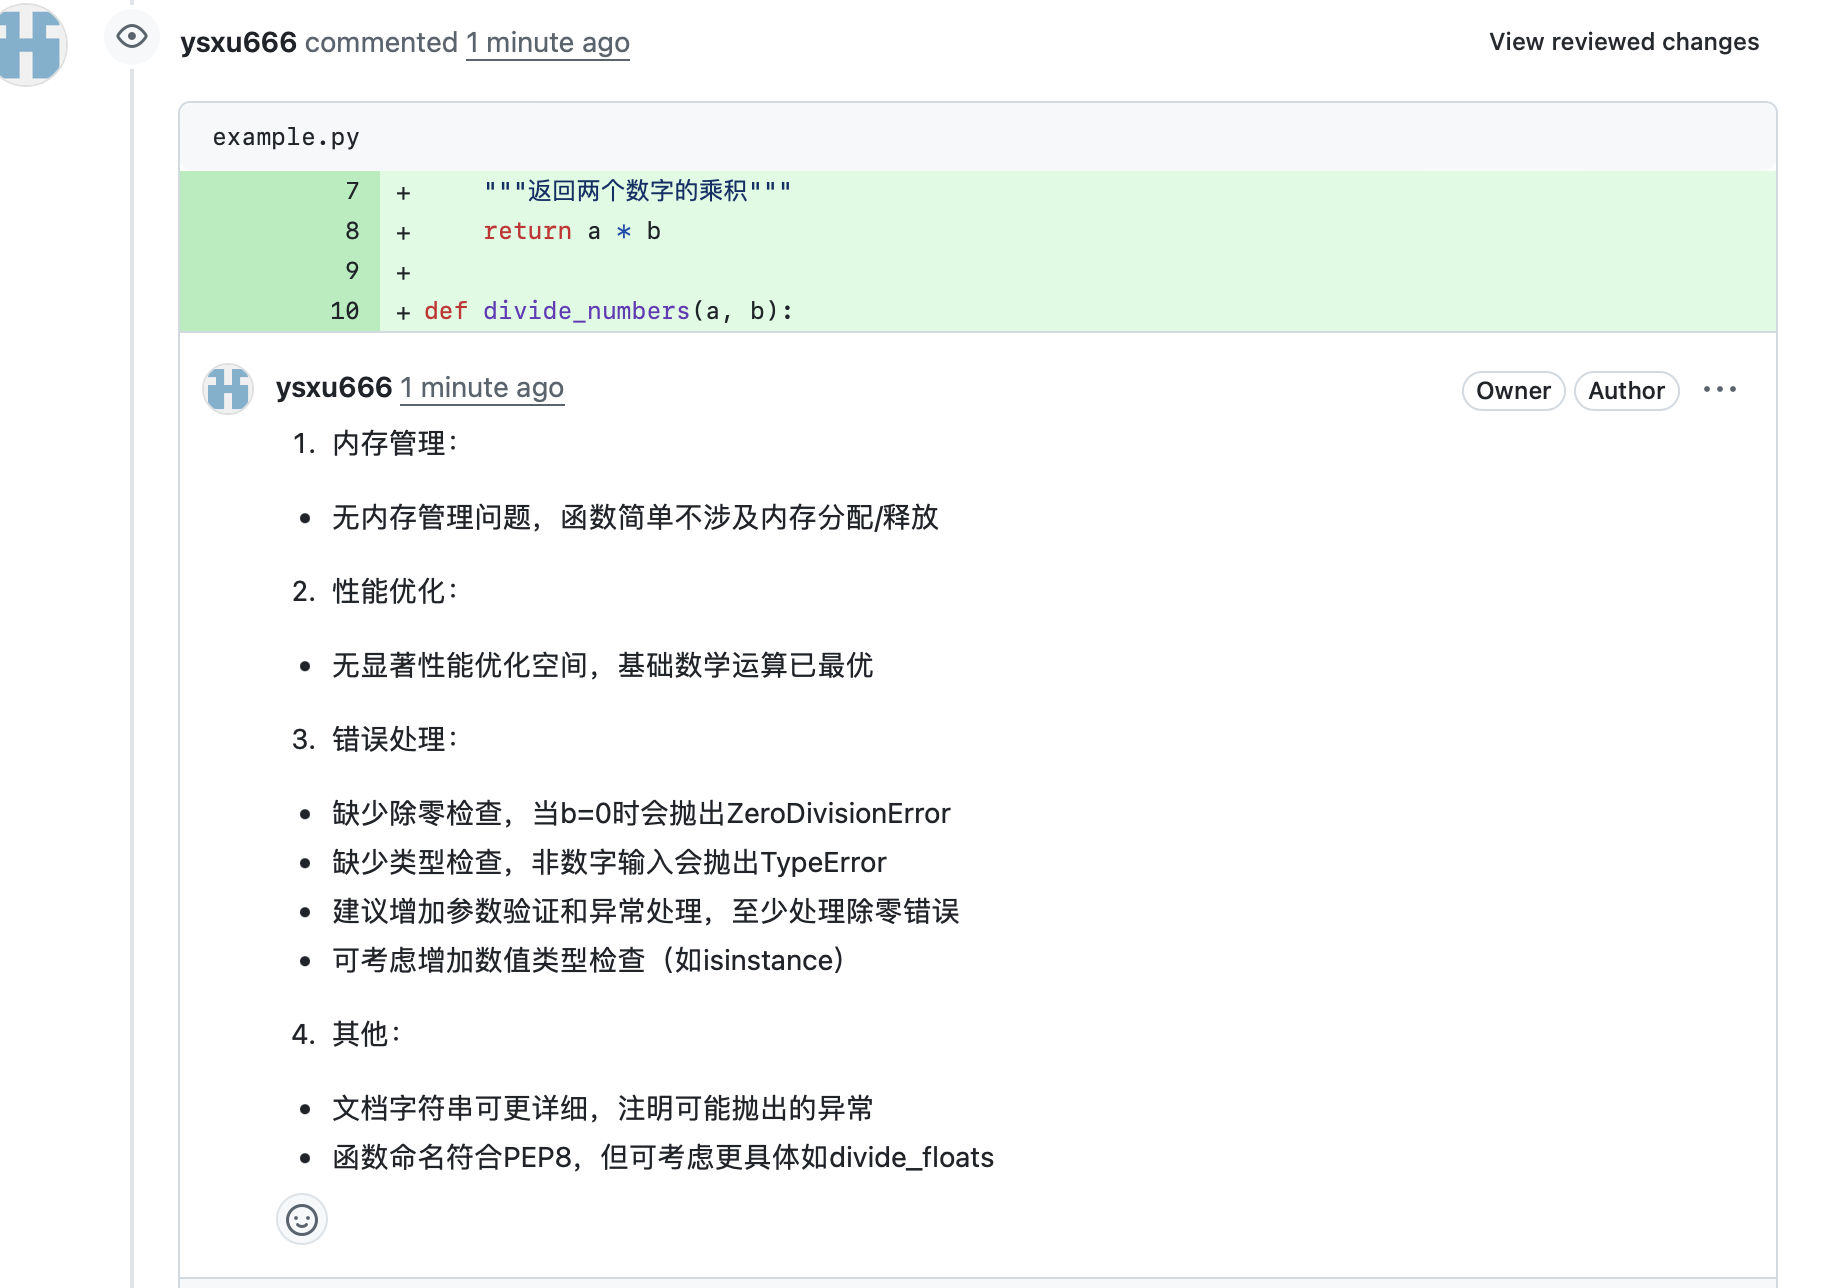 ysxu666 commented 1 minute ago
View reviewed changes
example.py
7 + """返回两个数字的乘积"""
8 + return a * b
9 +
10 + def divide_numbers(a, b):
ysxu666 1 minute ago
Owner Author ...
1. 内存管理：
• 无内存管理问题，函数简单不涉及内存分配/释放
2. 性能优化：
• 无显著性能优化空间，基础数学运算已最优
3. 错误处理：
• 缺少除零检查，当b=0时会抛出ZeroDivisionError
• 缺少类型检查，非数字输入会抛出TypeError
• 建议增加参数验证和异常处理，至少处理除零错误
• 可考虑增加数值类型检查（如isinstance）
4. 其他：
• 文档字符串可更详细，注明可能抛出的异常
• 函数命名符合PEP8，但可考虑更具体如divide_floats